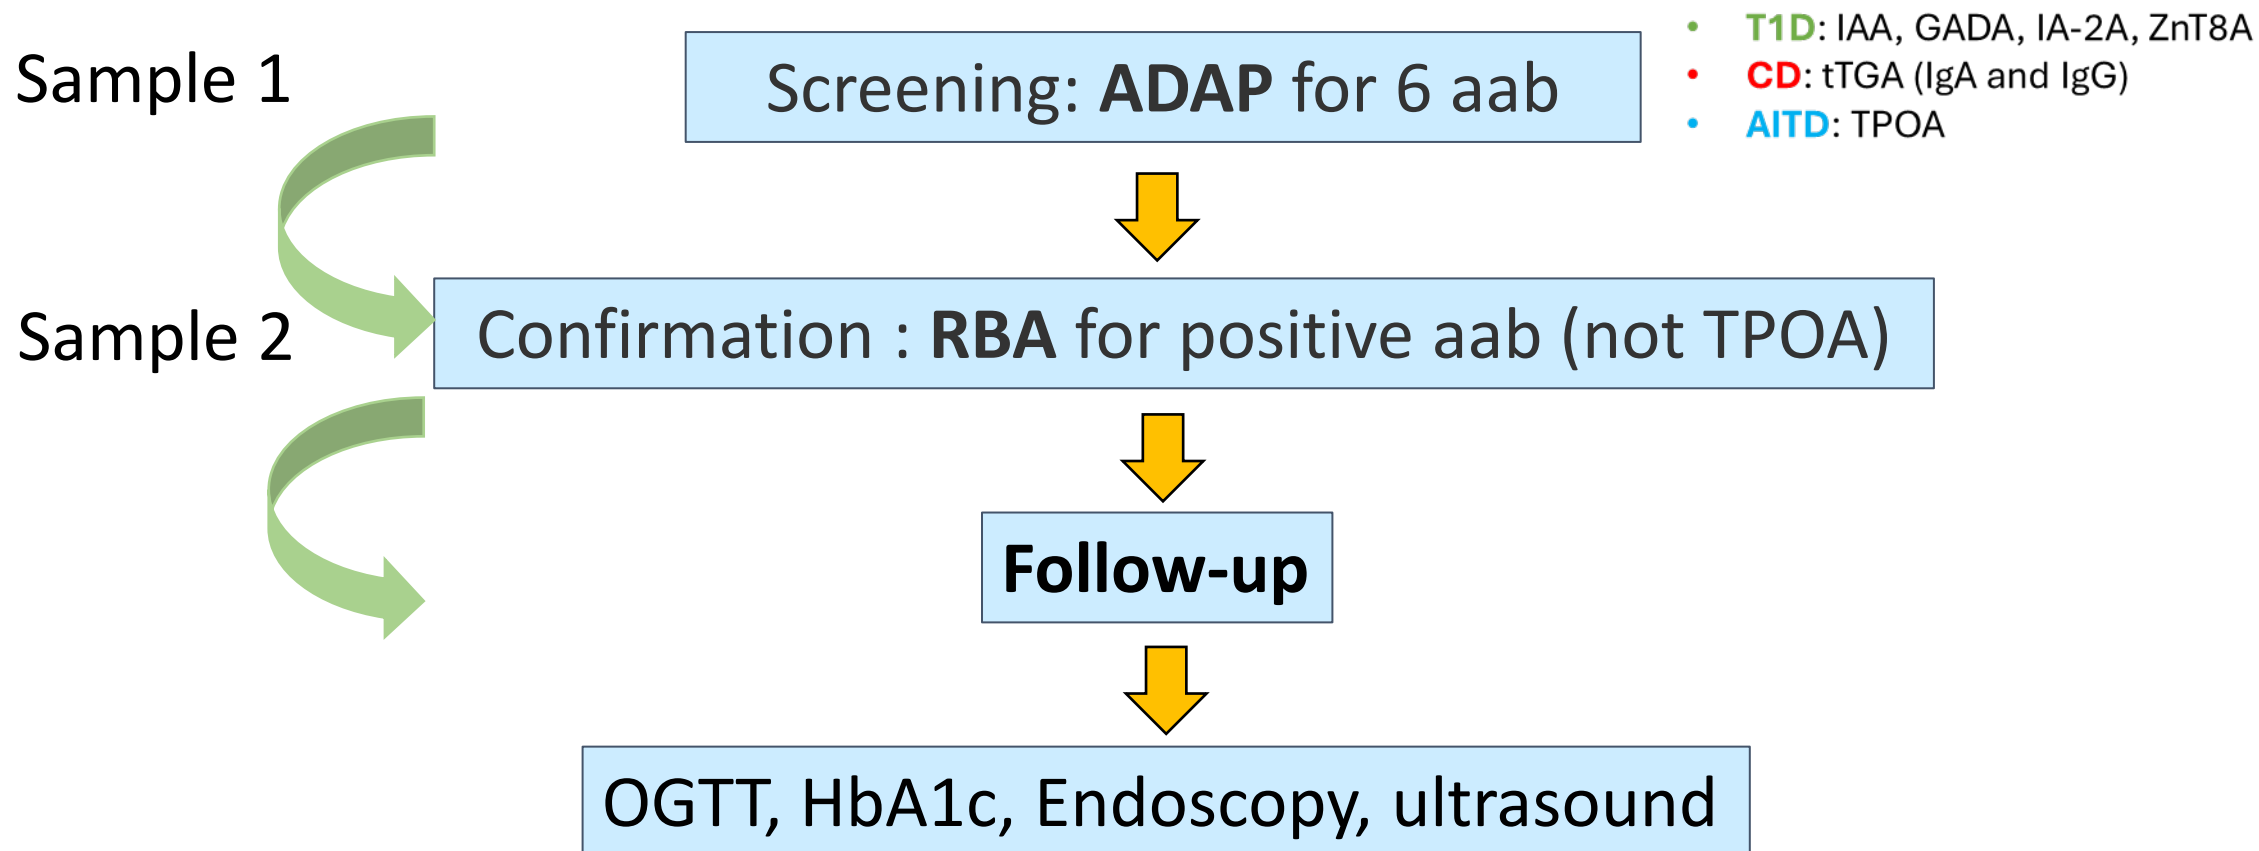 Sample 1
Screening: ADAP for 6 aab
• T1D: IAA, GADA, IA-2A, ZnT8A
• CD: tTGA (IgA and IgG)
• AITD: TPOA
Sample 2
Confirmation : RBA for positive aab (not TPOA)
Follow-up
OGTT, HbA1c, Endoscopy, ultrasound